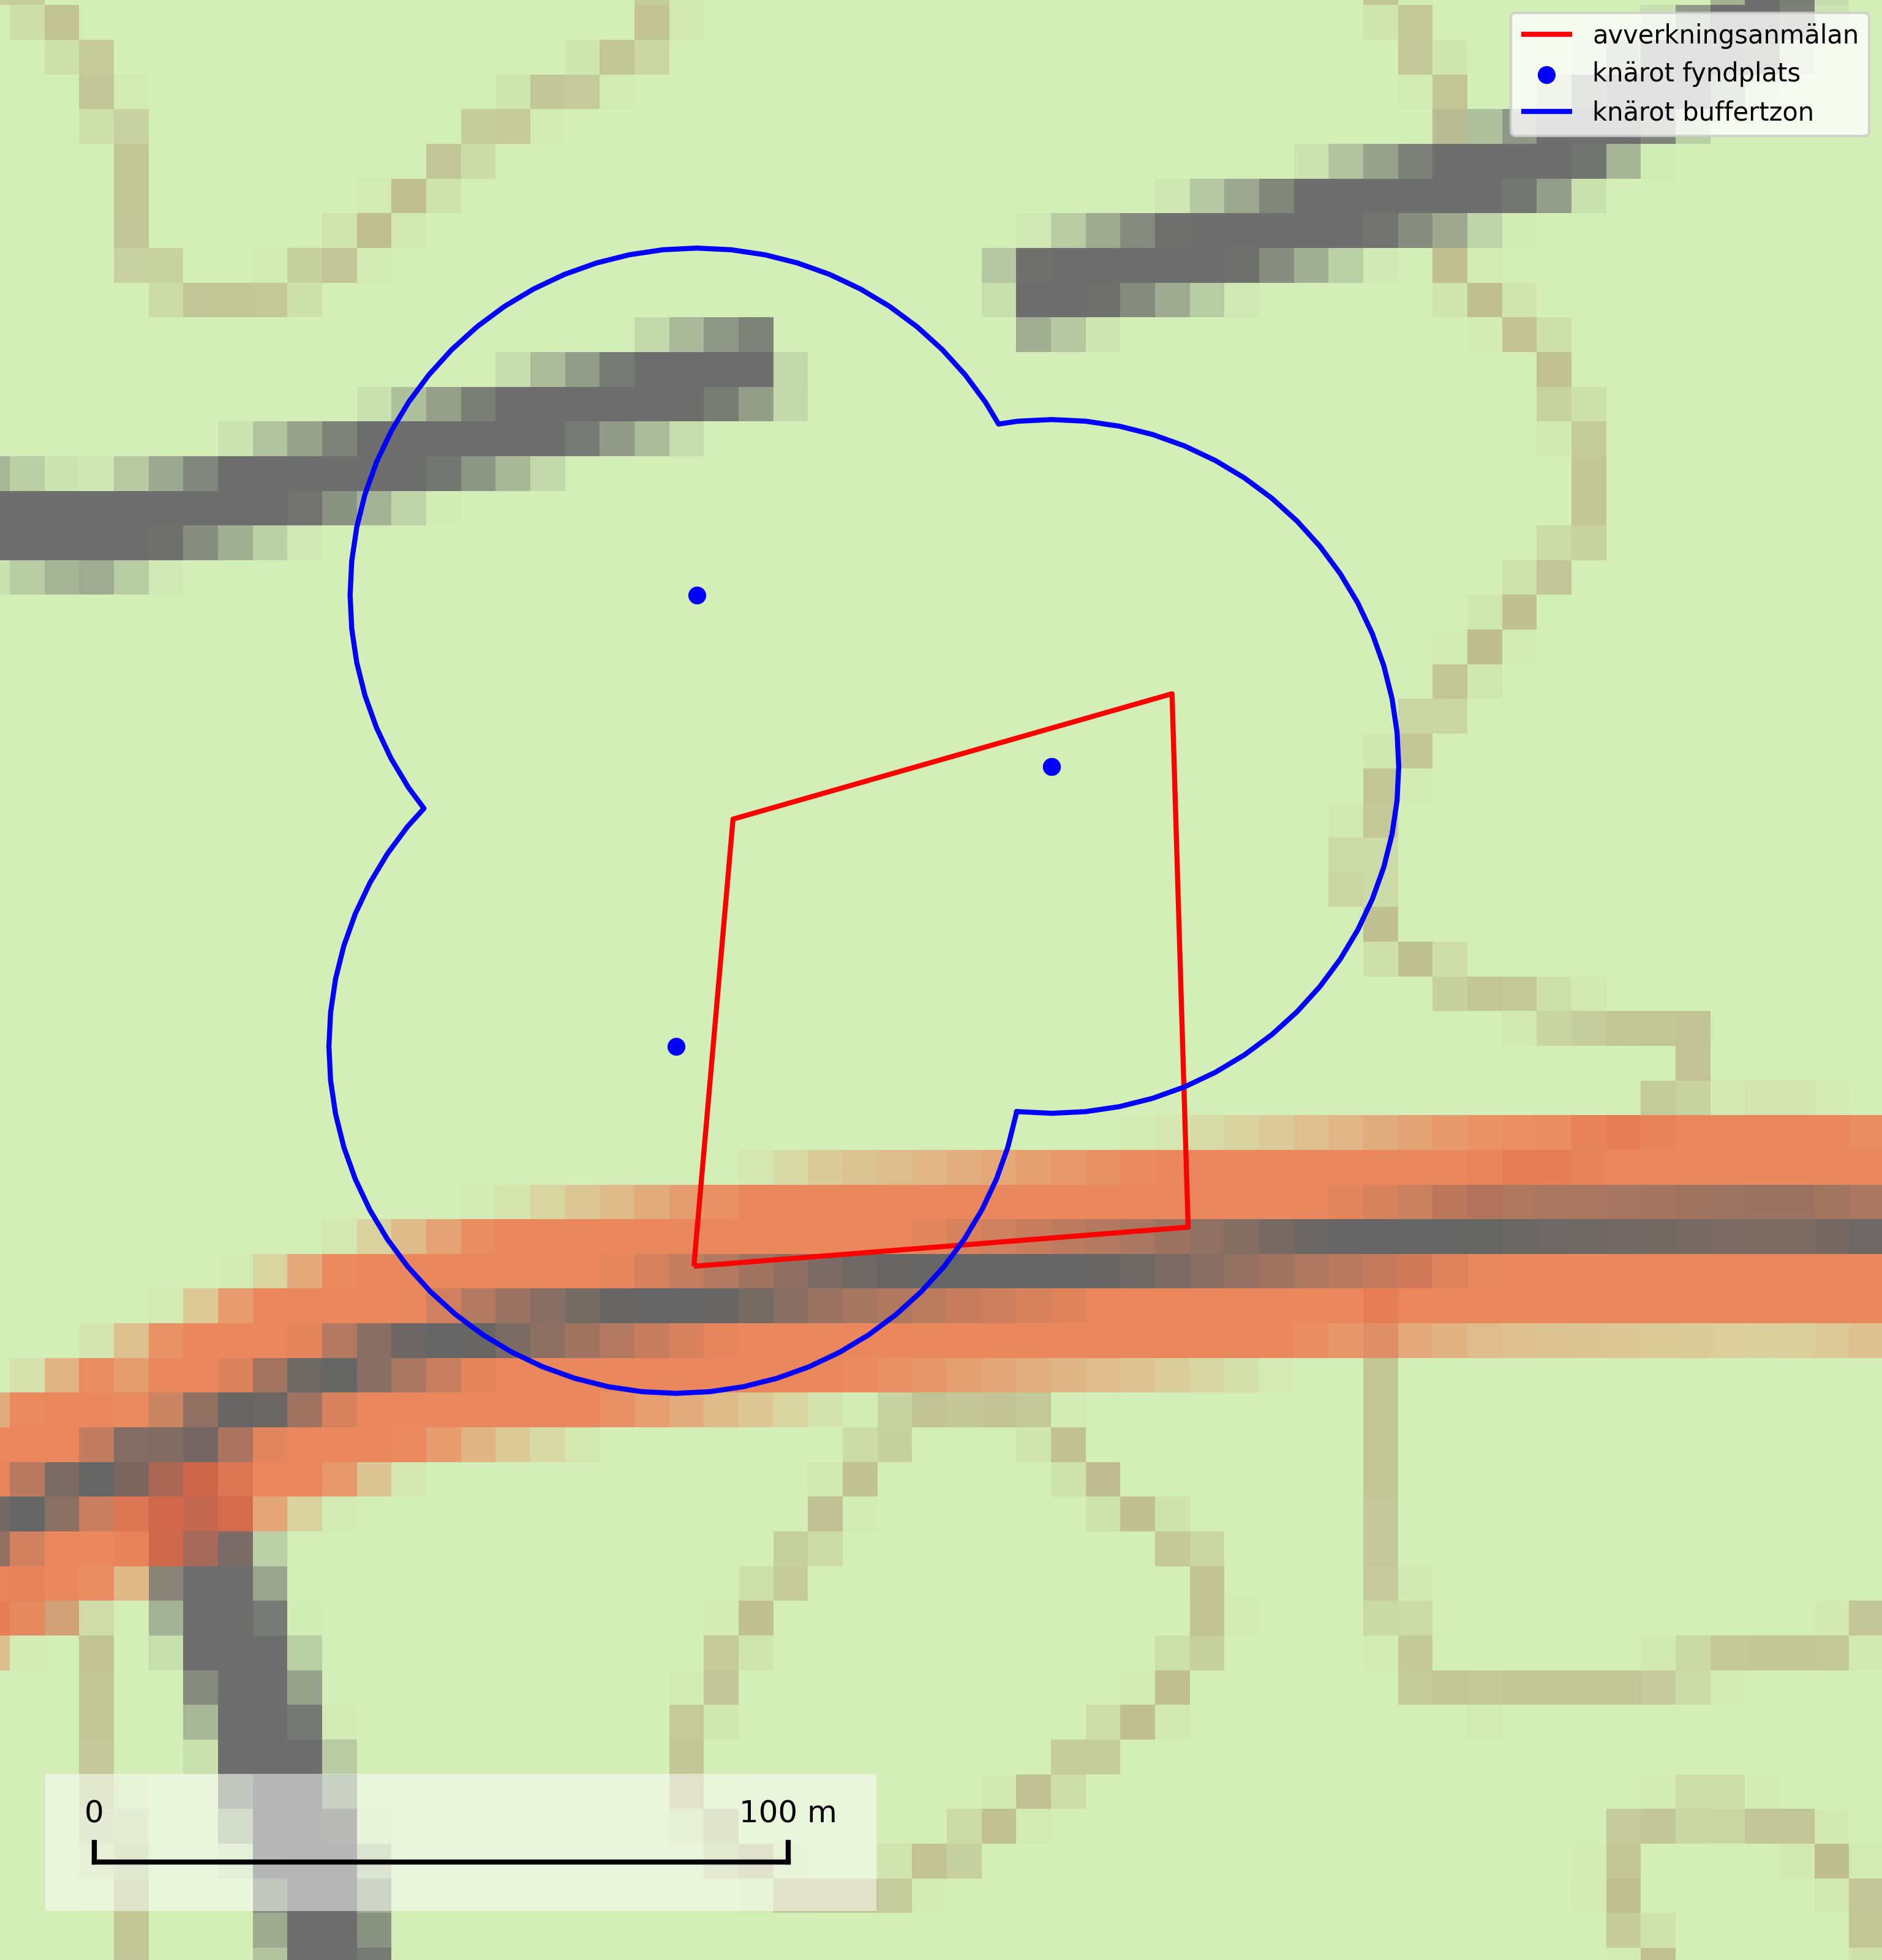 avverkningsanmälan
knärot fyndplats
knärot buffertzon
0 100 m